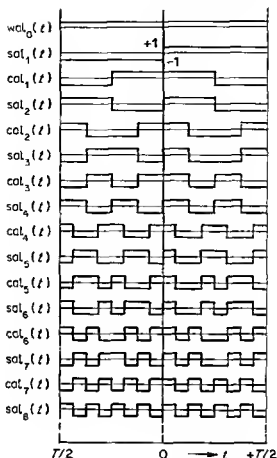 wal₀(t)
+1
sal₁(t)
-1
cal₁(t)
sal₂(t)
cal₂(t)
sal₃(t)
cal₃(t)
sal₄(t)
cal₄(t)
sal₅(t)
cal₅(t)
sal₆(t)
cal₆(t)
sal₇(t)
cal₇(t)
sal₈(t)
T/2 0 t +T/2